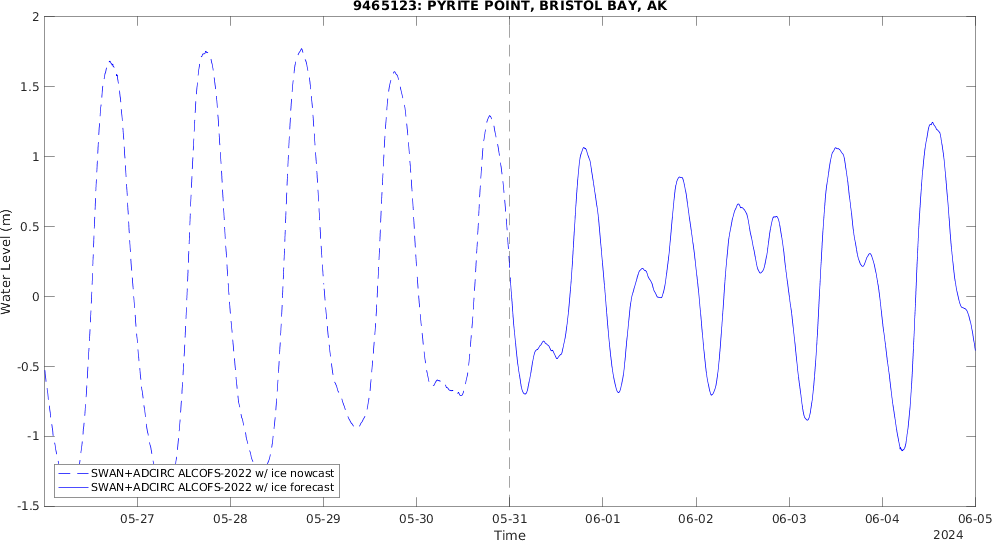 9465123: PYRITE POINT, BRISTOL BAY, AK
Water Level (m)
2
1.5
1
0.5
0
-0.5
-1
-1.5
SWAN+ADCIRC ALCOFS-2022 w/ ice nowcast
SWAN+ADCIRC ALCOFS-2022 w/ ice forecast
05-27 05-28 05-29 05-30 05-31 06-01 06-02 06-03 06-04 06-05
Time
2024